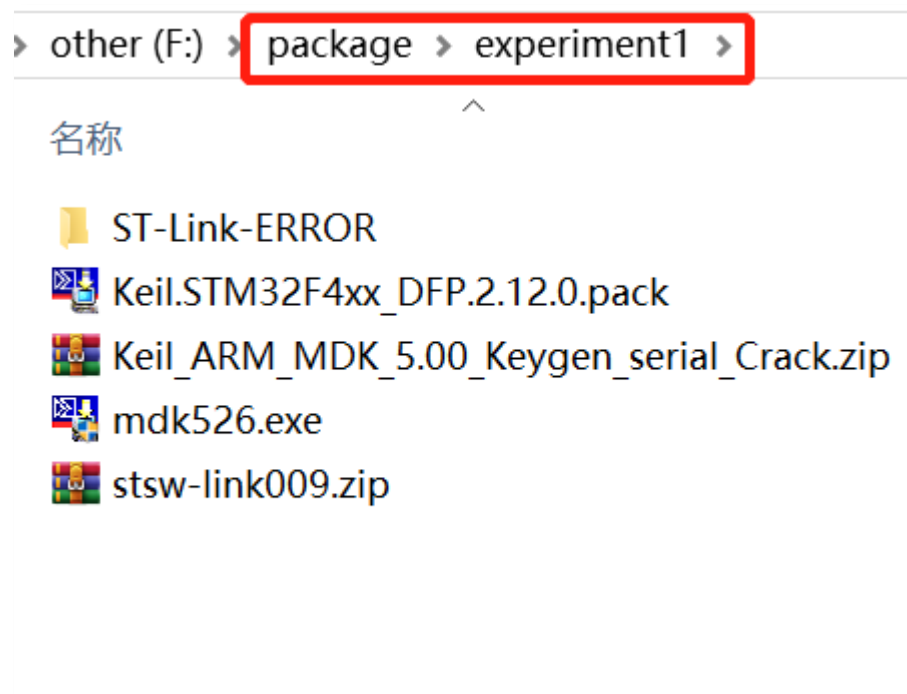 other (F:) > package > experiment1 >
名称
ST-Link-ERROR
Keil.STM32F4xx_DFP.2.12.0.pack
Keil_ARM_MDK_5.00_Keygen_serial_Crack.zip
mdk526.exe
stsw-link009.zip